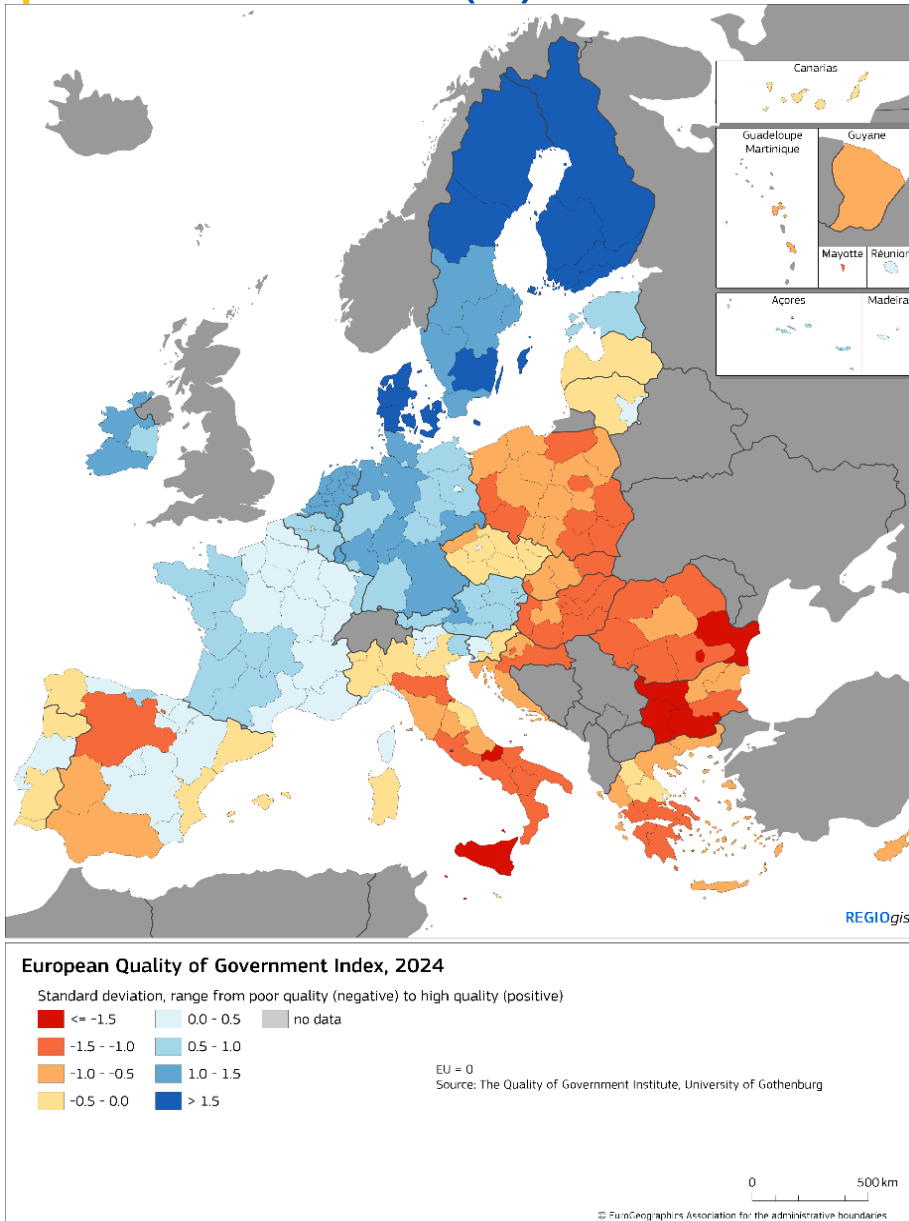 Canarias
Guadeloupe
Martinique
Guyane
Mayotte
Réunion
Açores
Madeira
REGIOgis
European Quality of Government Index, 2024
Standard deviation, range from poor quality (negative) to high quality (positive)
<= -1.5
0.0 - 0.5
no data
-1.5 - -1.0
0.5 - 1.0
-1.0 - -0.5
1.0 - 1.5
-0.5 - 0.0
> 1.5
EU = 0
Source: The Quality of Government Institute, University of Gothenburg
0
500 km
© EuroGeographics Association for the administrative boundaries